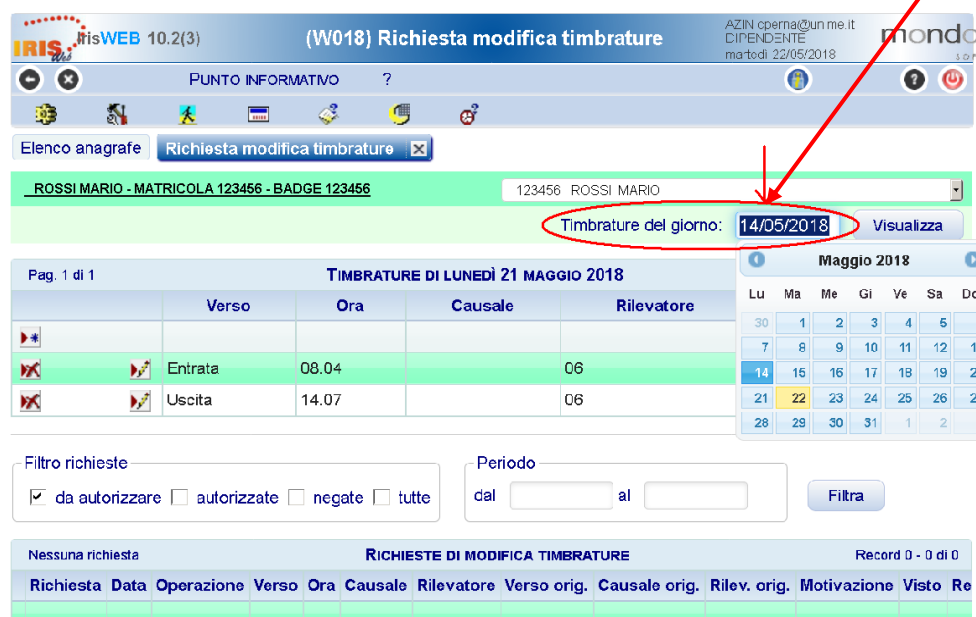 IRIS Web IrisWEB 10.2(3) (W018) Richiesta modifica timbrature AZIN cperna@unime.it
DIPENDENTE
martedì 22/05/2018
PUNTO INFORMATIVO ?
Elenco anagrafe Richiesta modifica timbrature
ROSSI MARIO - MATRICOLA 123456 - BADGE 123456 123456 ROSSI MARIO
Timbrature del giorno: 14/05/2018 Visualizza
Pag. 1 di 1 TIMBRATURE DI LUNEDÌ 21 MAGGIO 2018
Verso Ora Causale Rilevatore
Entrata 08.04 06
Uscita 14.07 06
Maggio 2018
Lu Ma Me Gi Ve Sa Do
30 1 2 3 4 5
7 8 9 10 11 12
14 15 16 17 18 19
21 22 23 24 25 26
28 29 30 31 1 2
Filtro richieste
da autorizzare autorizzate negate tutte
Periodo
dal al Filtra
Nessuna richiesta RICHIESTE DI MODIFICA TIMBRATURE Record 0 - 0 di 0
Richiesta Data Operazione Verso Ora Causale Rilevatore Verso orig. Causale orig. Rilev. orig. Motivazione Visto Re